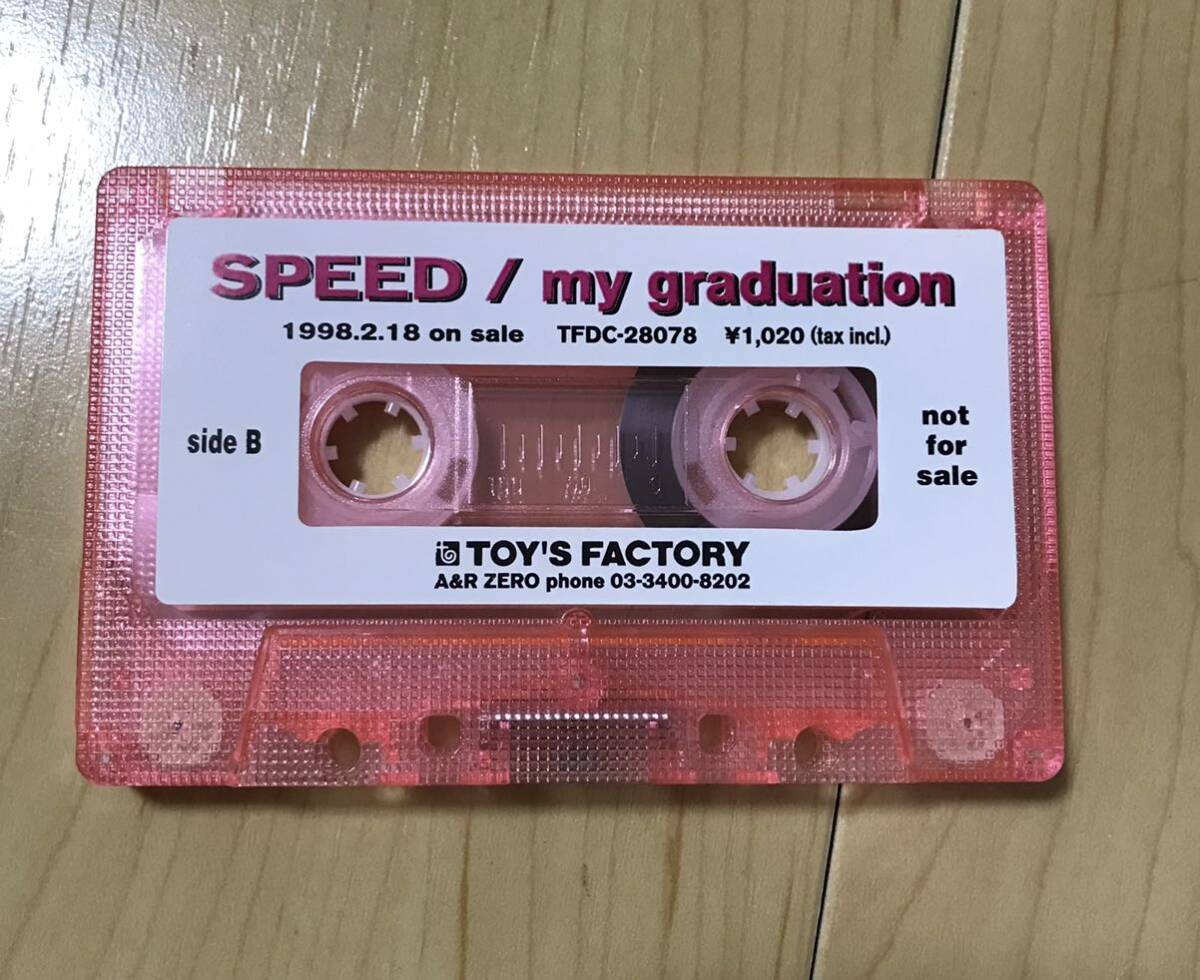 SPEED / my graduation
1998.2.18 on sale TFDC-28078 ¥1,020 (tax incl.)
side B
not
for
sale
TOY'S FACTORY
A&R ZERO phone 03-3400-8202